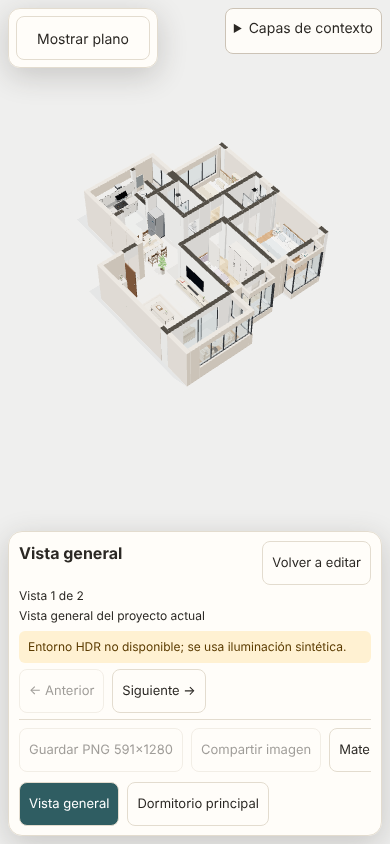 Mostrar plano
▶ Capas de contexto
Vista general
Volver a editar
Vista 1 de 2
Vista general del proyecto actual
Entorno HDR no disponible; se usa iluminación sintética.
← Anterior
Siguiente →
Guardar PNG 591×1280
Compartir imagen
Mate
Vista general
Dormitorio principal